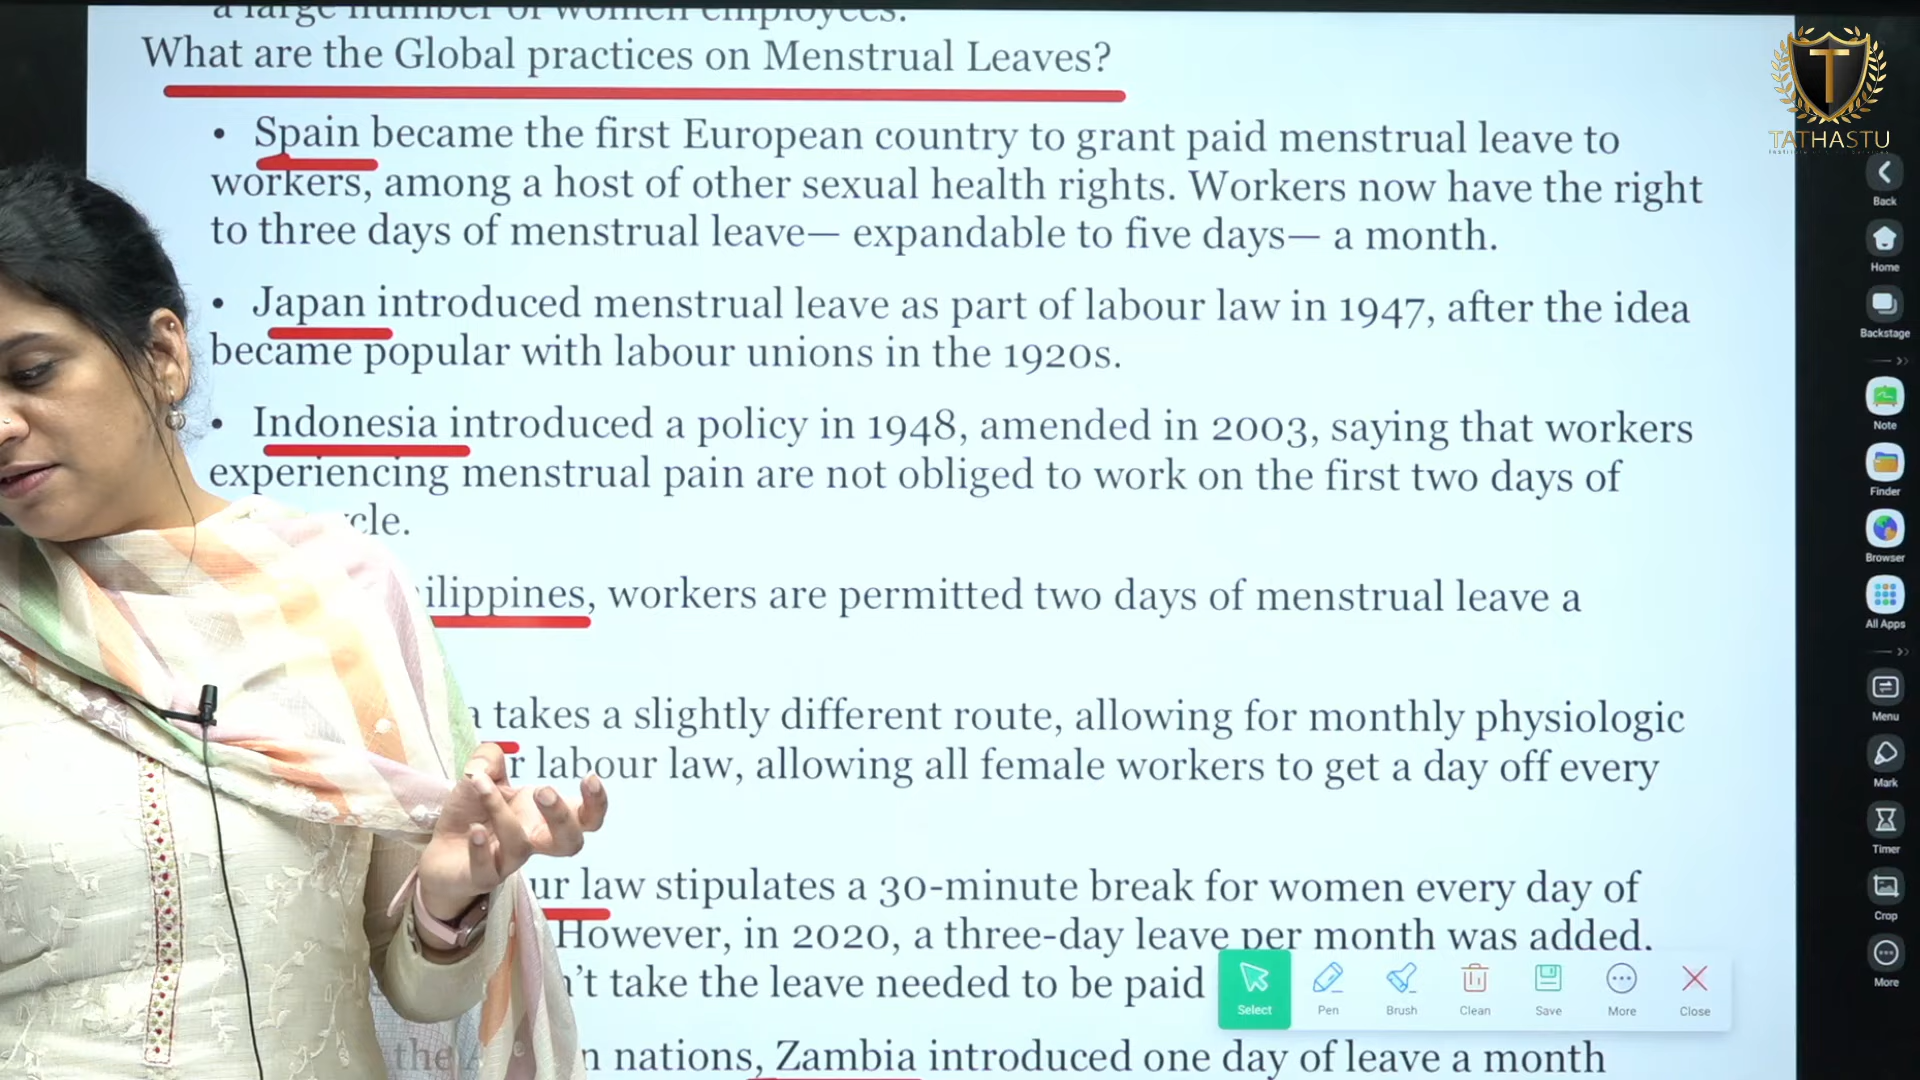 a large number of women employees.
What are the Global practices on Menstrual Leaves?
• Spain became the first European country to grant paid menstrual leave to
workers, among a host of other sexual health rights. Workers now have the right
to three days of menstrual leave— expandable to five days— a month.
• Japan introduced menstrual leave as part of labour law in 1947, after the idea
became popular with labour unions in the 1920s.
• Indonesia introduced a policy in 1948, amended in 2003, saying that workers
experiencing menstrual pain are not obliged to work on the first two days of
cle.
ilippines, workers are permitted two days of menstrual leave a
takes a slightly different route, allowing for monthly physiologic
labour law, allowing all female workers to get a day off every
ur law stipulates a 30-minute break for women every day of
However, in 2020, a three-day leave per month was added.
n't take the leave needed to be paid
the
n nations, Zambia introduced one day of leave a month
T
TATHASTU
Back
Home
Backstage
Note
Finder
Browser
All Apps
Menu
Mark
Timer
Crop
More
Select
Pen
Brush
Clean
Save
More
Close